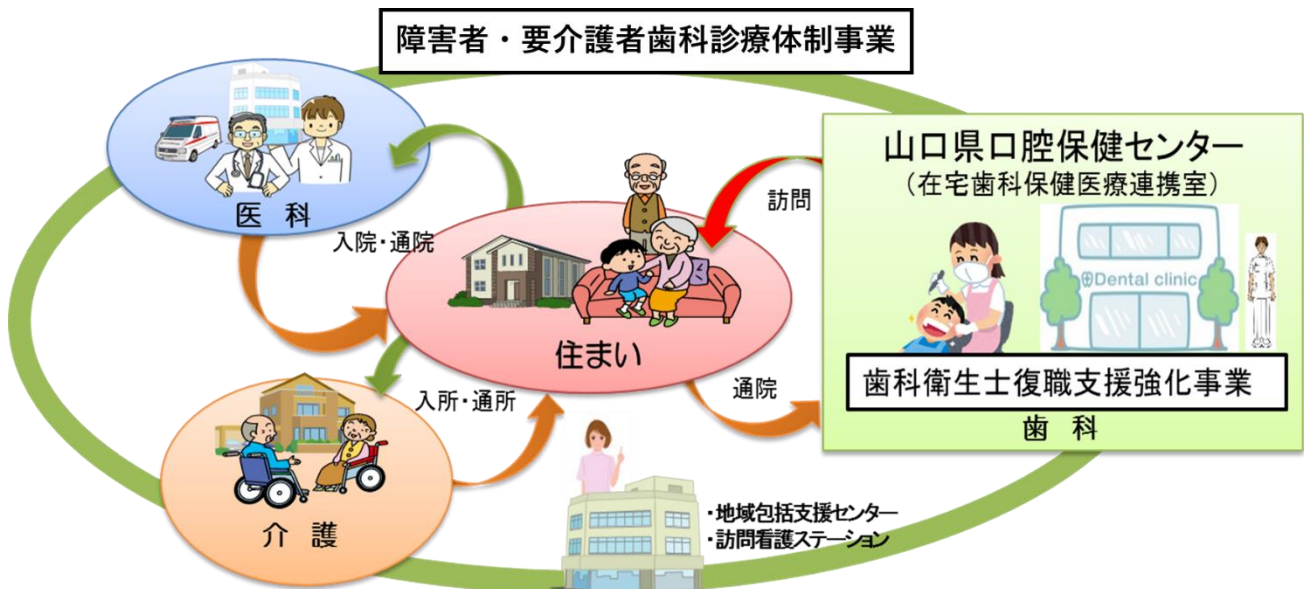 障害者・要介護者歯科診療体制事業
医 科
入院・通院
住まい
訪問
山口県口腔保健センター
（在宅歯科保健医療連携室）
Dental clinic
歯科衛生士復職支援強化事業
歯 科
通院
入所・通所
介 護
・地域包括支援センター
・訪問看護ステーション